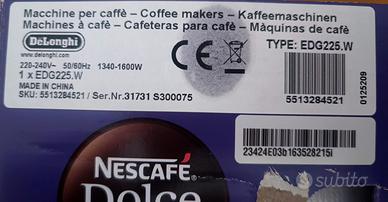 Macchine per caffè – Coffee makers – Kaffeemaschinen
Machines à café – Cafeteras para café – Máquinas de café
DeLonghi
TYPE: EDG225.W
220-240V~ 50/60Hz 1340-1600W
1 x EDG225.W
MADE IN CHINA
SKU: 5513284521 / Ser.Nr.31731 S300075
5513284521
0125209
23424E03b163528215i
NESCAFÉ
Dolce
subito